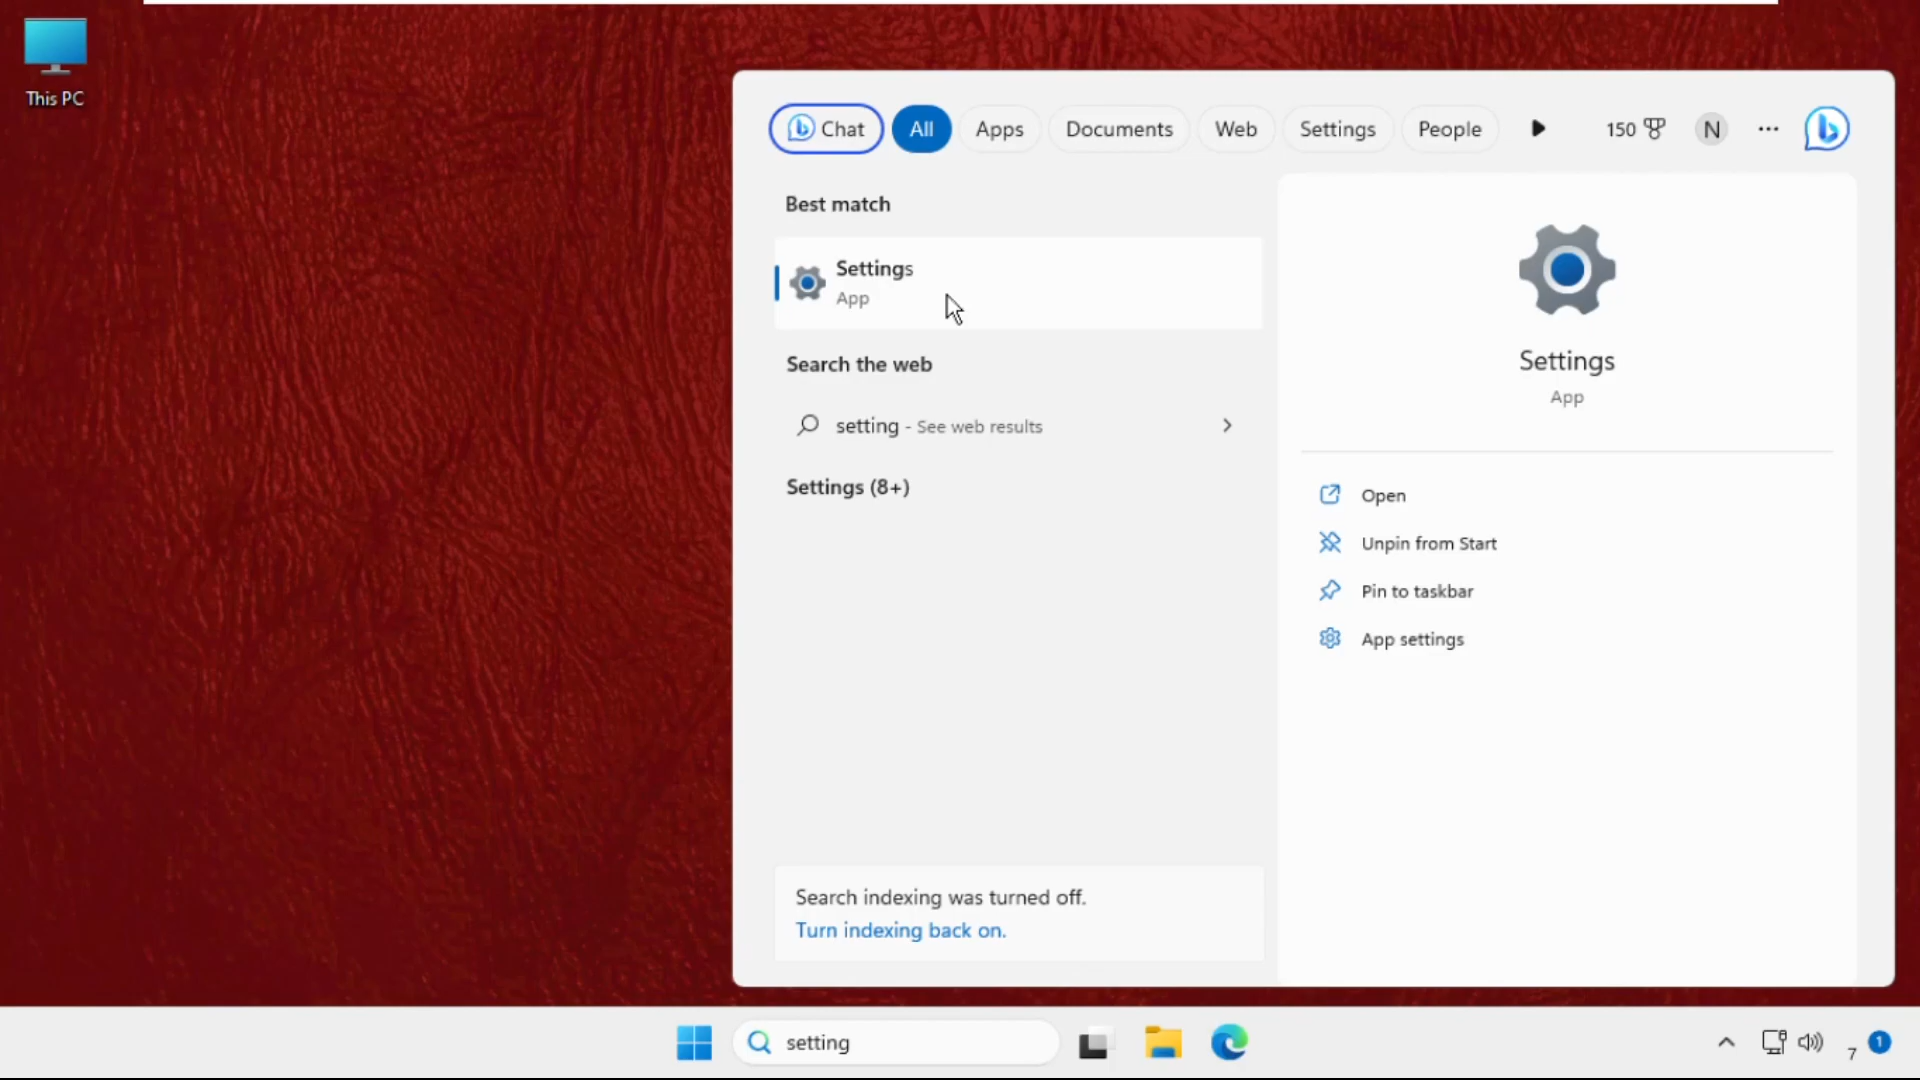 This PC
Chat All Apps Documents Web Settings People 150 N ...
Best match
Settings
App
Search the web
setting - See web results
Settings (8+)
Search indexing was turned off.
Turn indexing back on.
Settings
App
Open
Unpin from Start
Pin to taskbar
App settings
setting
7 1